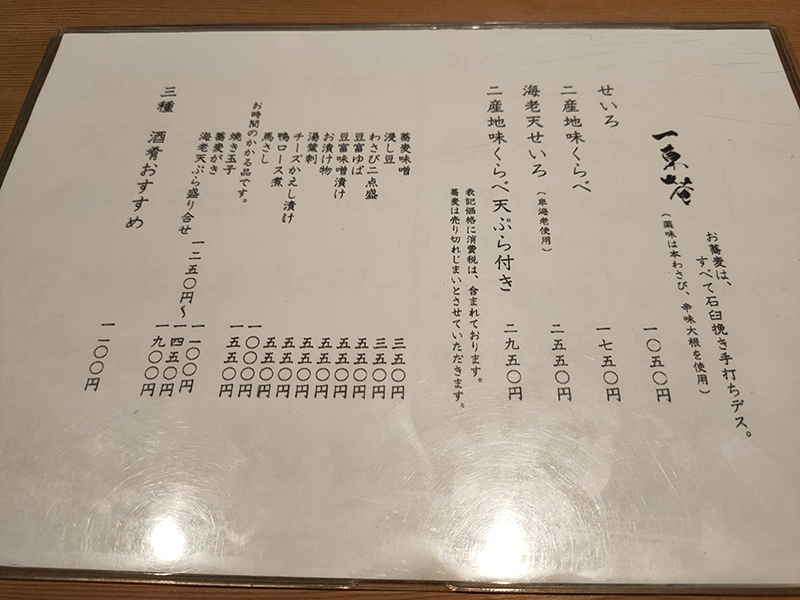 一東菴
お蕎麦は、
すべて石臼挽き手打ちデス。
(薬味は本わさび、辛味大根を使用)
せいろ 一〇五〇円
二産地味くらべ 一七五〇円
海老天せいろ(車海老使用) 二五五〇円
二産地味くらべ 天ぷら付き 二九五〇円
表記価格に消費税は、含まれております。
蕎麦は売り切れじまいとさせていただきます。
蕎麦味噌 三五〇円
浸し豆 三五〇円
わさび二点盛 五五〇円
豆富ゆば 五五〇円
豆富味噌漬け 五五〇円
お漬け物 五五〇円
湯葉刺 五五〇円
チーズかえし漬け 五五〇円
鴨ロース煮 一〇〇〇円
馬さし 一五五〇円
お時間のかかる品です。
焼き玉子 一一〇〇円
蕎麦がき 一四五〇円
海老天ぷら盛り合せ 一二五〇円〜 一九〇〇円
三種 酒肴おすすめ 一一〇〇円